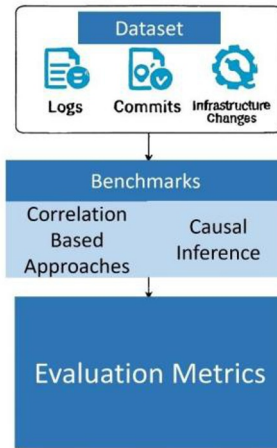 Dataset
Logs
Commits
Infrastructure
Changes
Benchmarks
Correlation
Based
Approaches
Causal
Inference
Evaluation Metrics